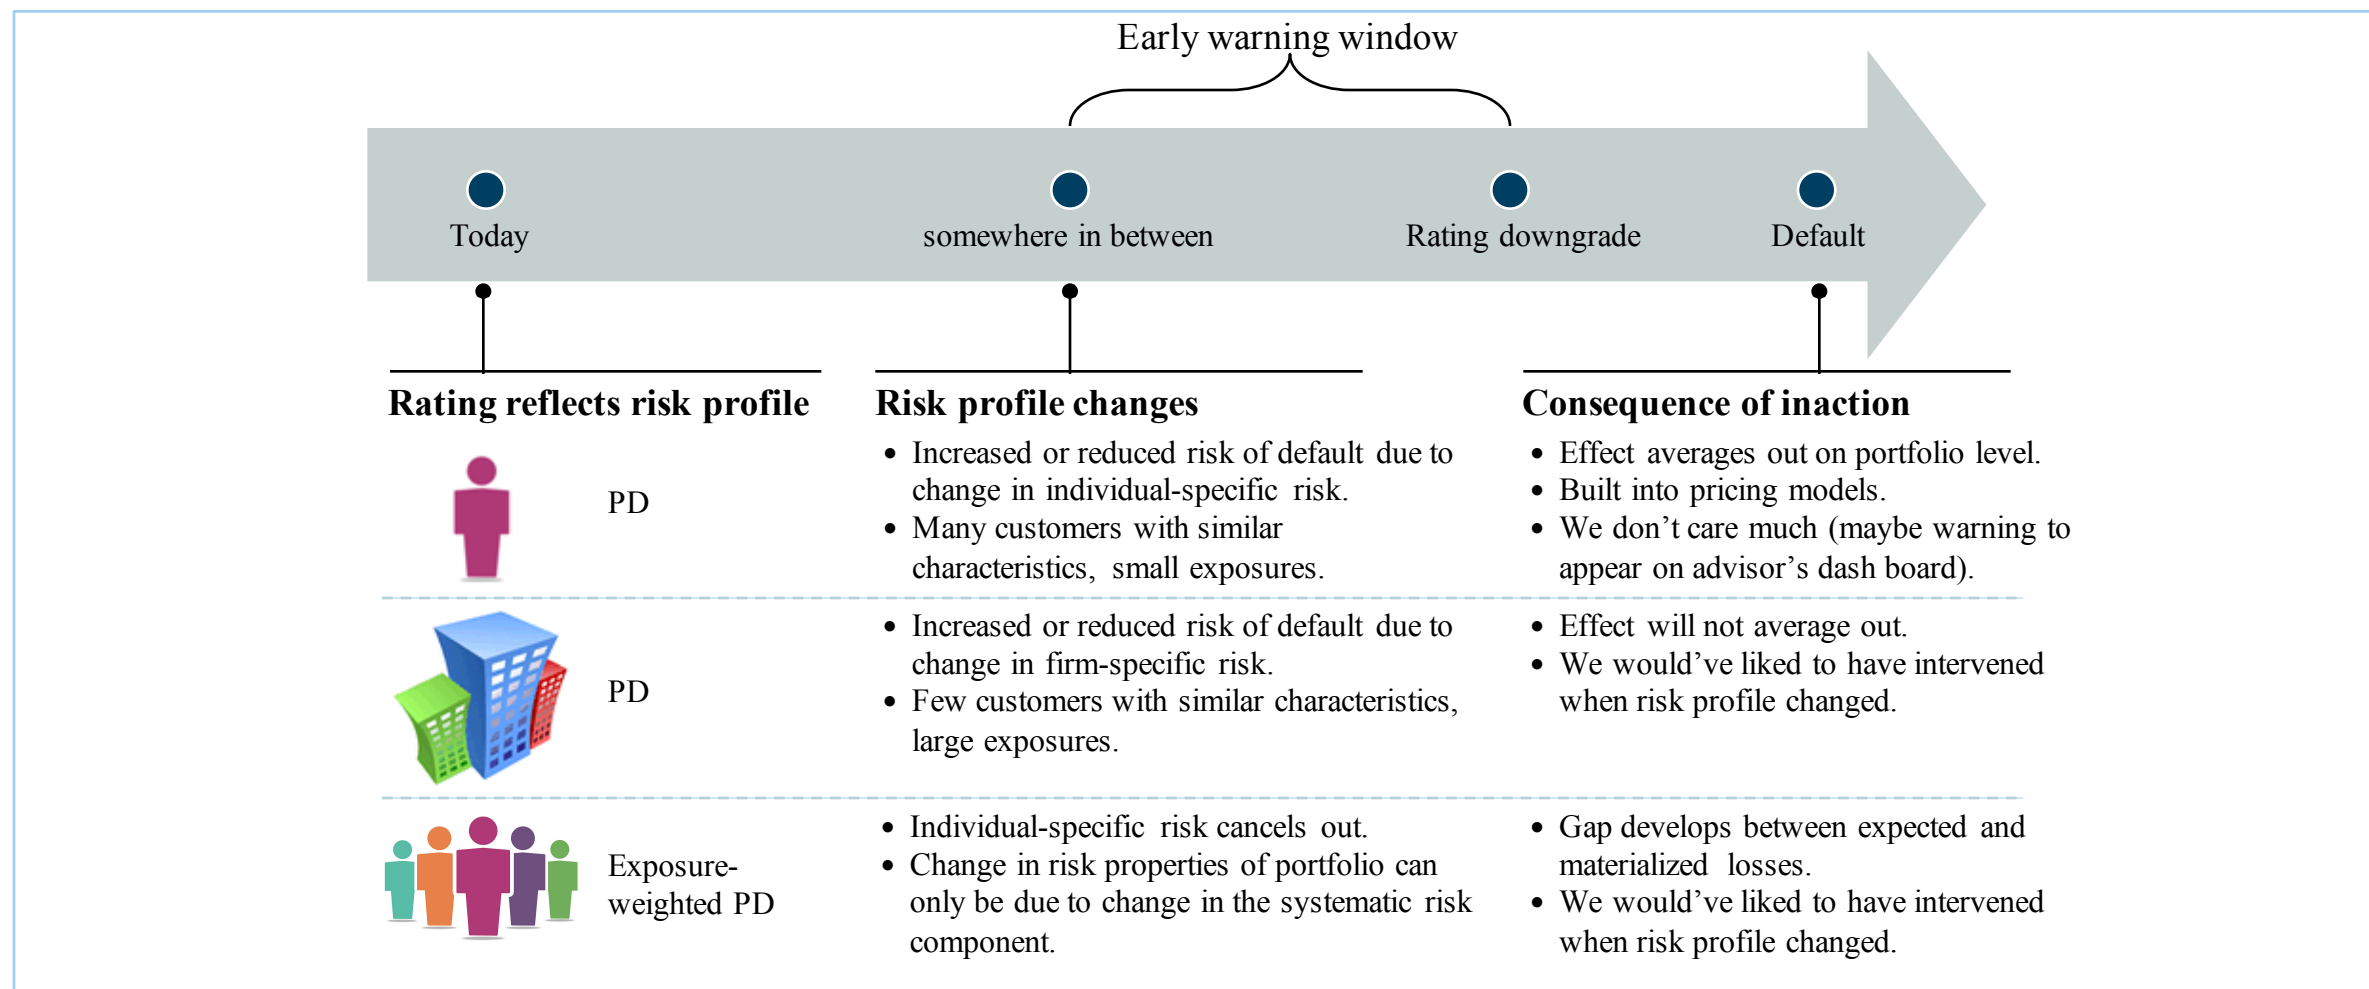 Early warning window
Today
somewhere in between
Rating downgrade
Default
Rating reflects risk profile
Risk profile changes
Consequence of inaction
PD
• Increased or reduced risk of default due to
change in individual-specific risk.
• Many customers with similar
characteristics, small exposures.
• Effect averages out on portfolio level.
• Built into pricing models.
• We don’t care much (maybe warning to
appear on advisor’s dash board).
PD
• Increased or reduced risk of default due to
change in firm-specific risk.
• Few customers with similar characteristics,
large exposures.
• Effect will not average out.
• We would’ve liked to have intervened
when risk profile changed.
Exposure-
weighted PD
• Individual-specific risk cancels out.
• Change in risk properties of portfolio can
only be due to change in the systematic risk
component.
• Gap develops between expected and
materialized losses.
• We would’ve liked to have intervened
when risk profile changed.